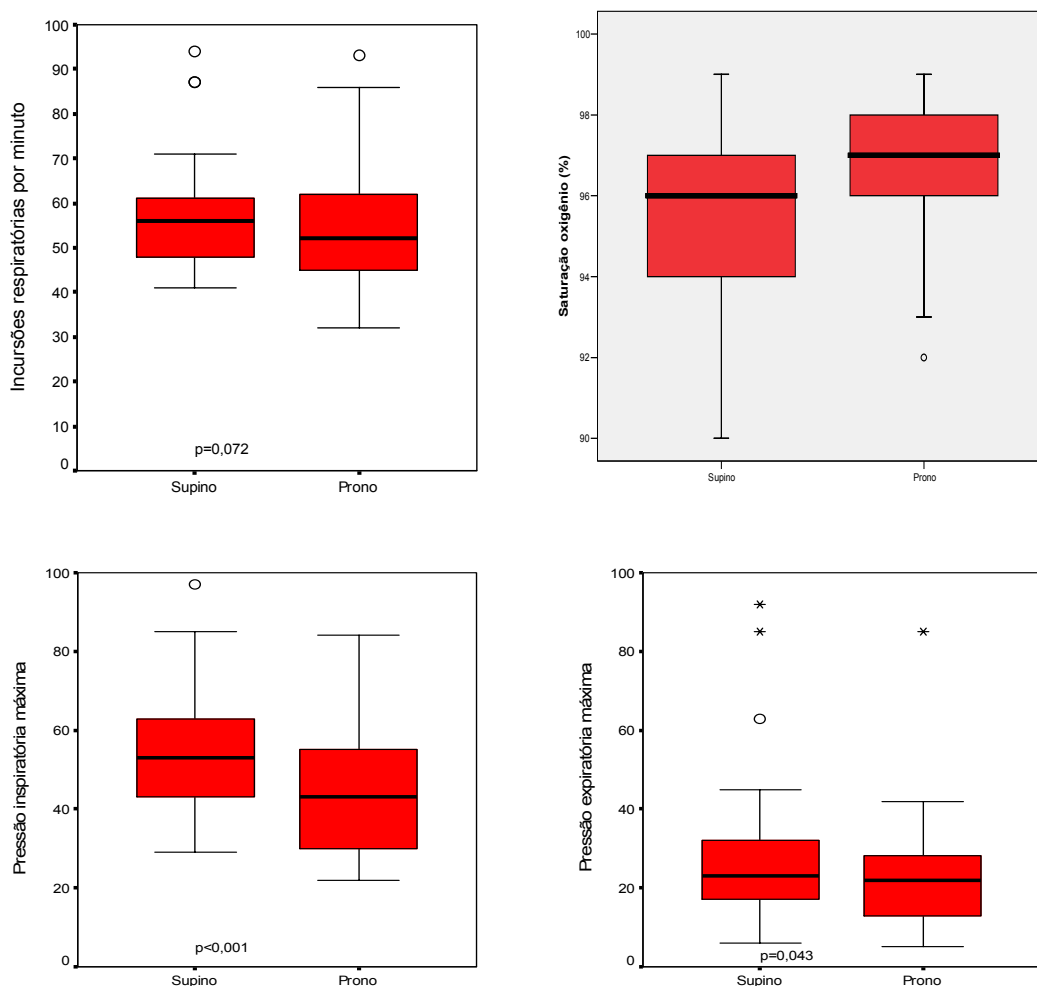 Incursões respiratórias por minuto
100
90
80
70
60
50
40
30
20
10
0
p=0,072
Supino
Prono
Saturação oxigênio (%)
100
98
96
94
92
90
Supino
Prono
Pressão inspiratória máxima
100
80
60
40
20
0
p<0,001
Supino
Prono
Pressão expiratória máxima
100
80
60
40
20
0
p=0,043
Supino
Prono